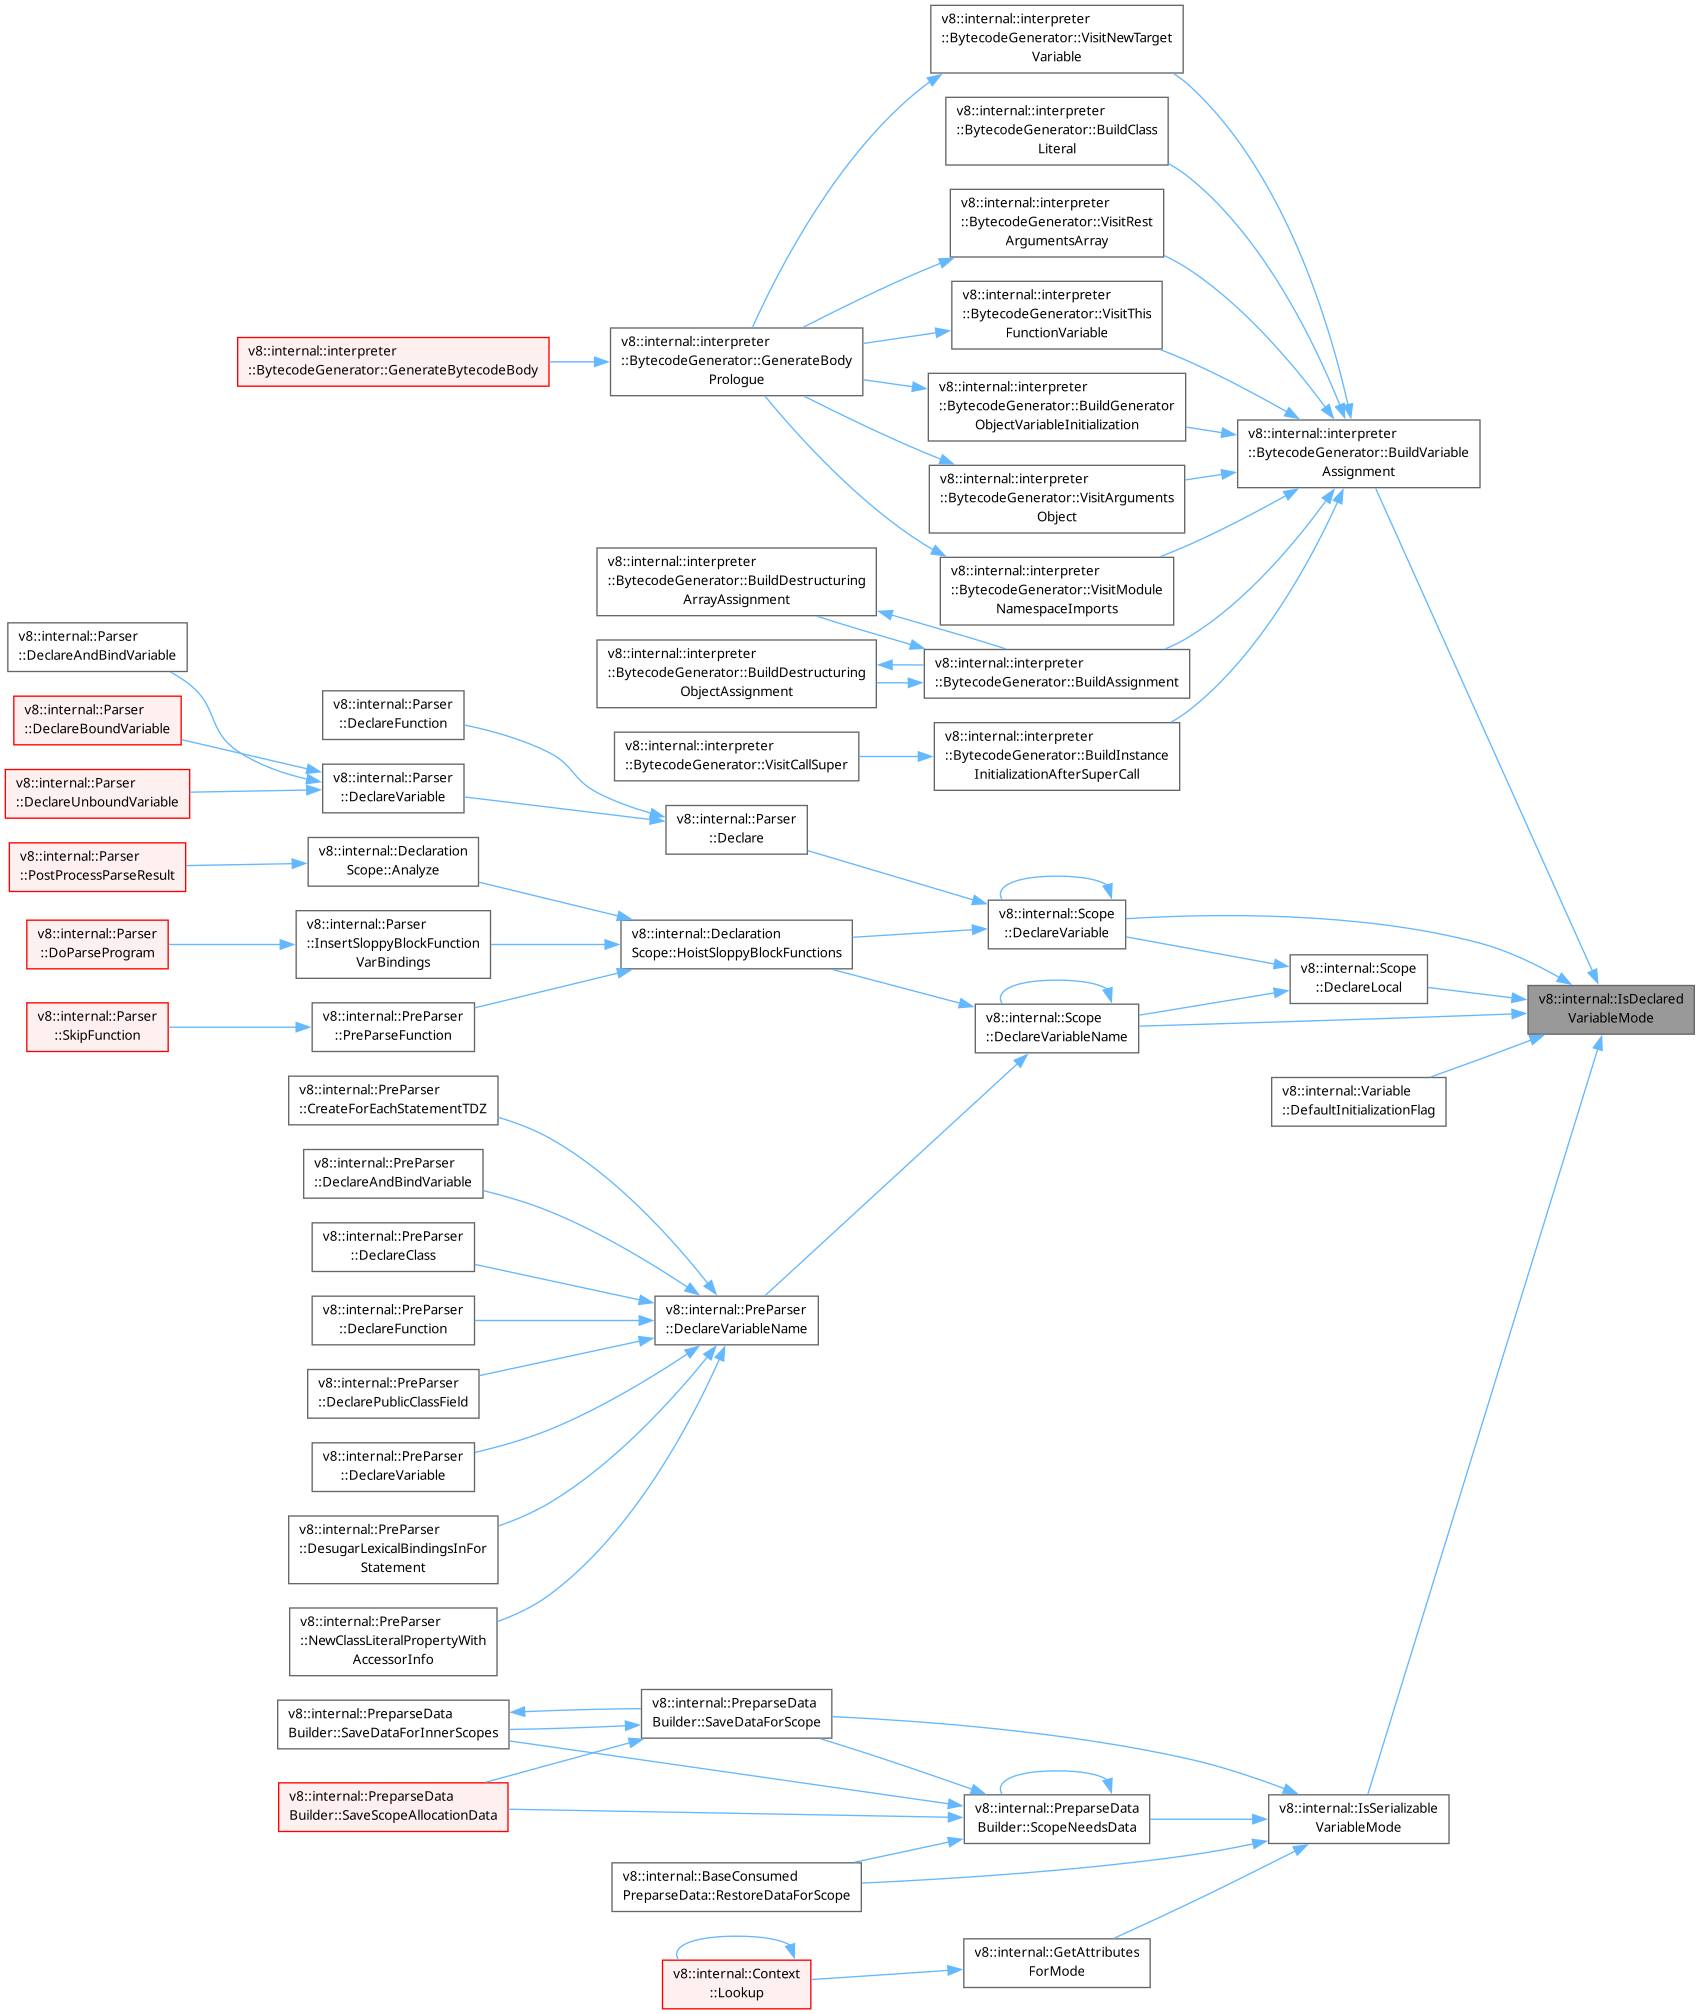 v8::internal::interpreter
::BytecodeGenerator::VisitNewTarget
Variable
v8::internal::interpreter
::BytecodeGenerator::BuildClass
Literal
v8::internal::interpreter
::BytecodeGenerator::VisitRest
ArgumentsArray
v8::internal::interpreter
::BytecodeGenerator::VisitThis
FunctionVariable
v8::internal::interpreter
::BytecodeGenerator::GenerateBytecodeBody
v8::internal::interpreter
::BytecodeGenerator::GenerateBody
Prologue
v8::internal::interpreter
::BytecodeGenerator::BuildGenerator
ObjectVariableInitialization
v8::internal::interpreter
::BytecodeGenerator::BuildVariable
Assignment
v8::internal::interpreter
::BytecodeGenerator::VisitArguments
Object
v8::internal::interpreter
::BytecodeGenerator::BuildDestructuring
ArrayAssignment
v8::internal::interpreter
::BytecodeGenerator::VisitModule
NamespaceImports
v8::internal::Parser
::DeclareAndBindVariable
v8::internal::interpreter
::BytecodeGenerator::BuildDestructuring
ObjectAssignment
v8::internal::interpreter
::BytecodeGenerator::BuildAssignment
v8::internal::Parser
::DeclareBoundVariable
v8::internal::Parser
::DeclareFunction
v8::internal::interpreter
::BytecodeGenerator::VisitCallSuper
v8::internal::interpreter
::BytecodeGenerator::BuildInstance
InitializationAfterSuperCall
v8::internal::Parser
::DeclareUnboundVariable
v8::internal::Parser
::DeclareVariable
v8::internal::Parser
::Declare
v8::internal::Parser
::PostProcessParseResult
v8::internal::Declaration
Scope::Analyze
v8::internal::Scope
::DeclareVariable
v8::internal::Parser
::DoParseProgram
v8::internal::Parser
::InsertSloppyBlockFunction
VarBindings
v8::internal::Declaration
Scope::HoistSloppyBlockFunctions
v8::internal::Scope
::DeclareLocal
v8::internal::IsDeclared
VariableMode
v8::internal::Parser
::SkipFunction
v8::internal::PreParser
::PreParseFunction
v8::internal::Scope
::DeclareVariableName
v8::internal::PreParser
::CreateForEachStatementTDZ
v8::internal::Variable
::DefaultInitializationFlag
v8::internal::PreParser
::DeclareAndBindVariable
v8::internal::PreParser
::DeclareClass
v8::internal::PreParser
::DeclareFunction
v8::internal::PreParser
::DeclareVariableName
v8::internal::PreParser
::DeclarePublicClassField
v8::internal::PreParser
::DeclareVariable
v8::internal::PreParser
::DesugarLexicalBindingsInFor
Statement
v8::internal::PreParser
::NewClassLiteralPropertyWith
AccessorInfo
v8::internal::PreparseData
Builder::SaveDataForInnerScopes
v8::internal::PreparseData
Builder::SaveDataForScope
v8::internal::PreparseData
Builder::SaveScopeAllocationData
v8::internal::PreparseData
Builder::ScopeNeedsData
v8::internal::IsSerializable
VariableMode
v8::internal::BaseConsumed
PreparseData::RestoreDataForScope
v8::internal::Context
::Lookup
v8::internal::GetAttributes
ForMode